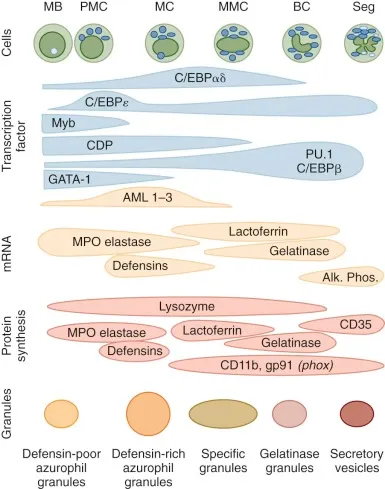 MB PMC MC MMC BC Seg
Cells
C/EBPαδ
C/EBPε
Myb
CDP
PU.1
C/EBPβ
GATA-1
AML 1–3
Transcription
factor
Lactoferrin
MPO elastase
Gelatinase
Defensins
Alk. Phos.
mRNA
Lysozyme
CD35
MPO elastase
Lactoferrin
Gelatinase
Defensins
CD11b, gp91 (phox)
Protein
synthesis
Granules
Defensin-poor
azurophil
granules
Defensin-rich
azurophil
granules
Specific
granules
Gelatinase
granules
Secretory
vesicles